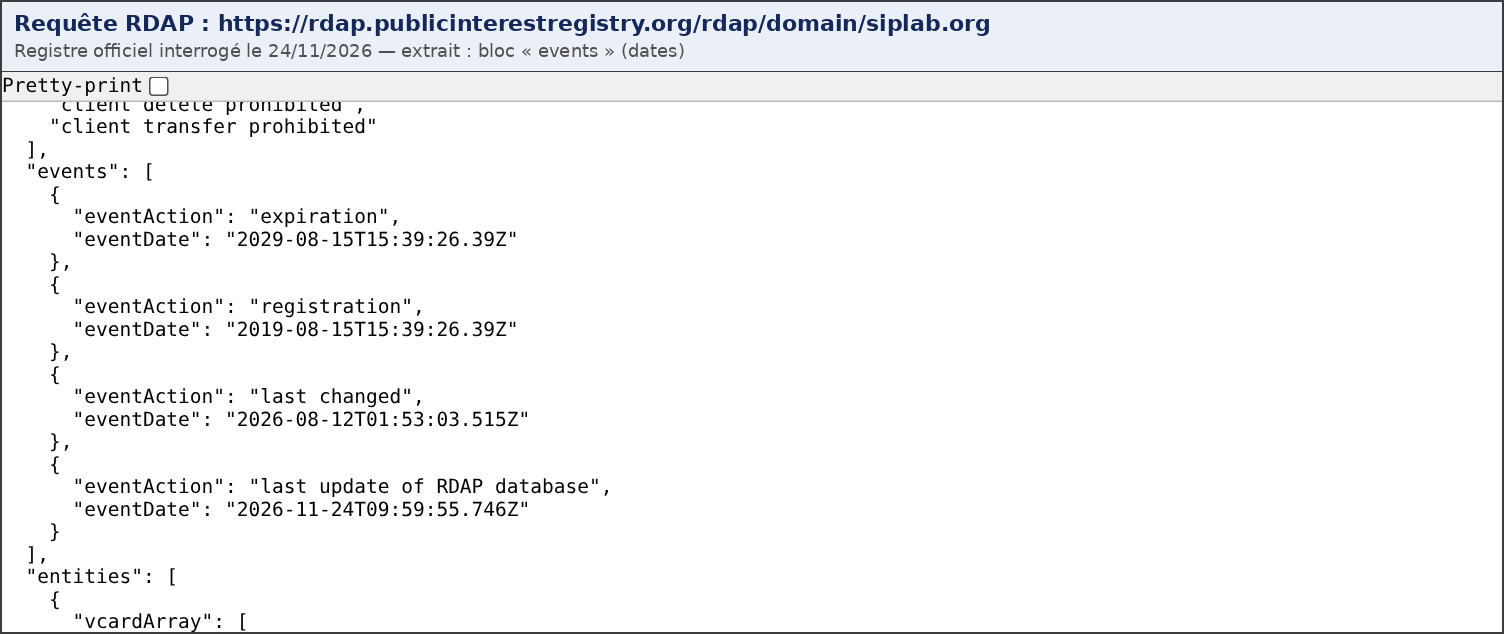 Requête RDAP : https://rdap.publicinterestregistry.org/rdap/domain/siplab.org
Registre officiel interrogé le 24/11/2026 — extrait : bloc « events » (dates)
Pretty-print
"client delete prohibited",
"client transfer prohibited"
],
"events": [
{
"eventAction": "expiration",
"eventDate": "2029-08-15T15:39:26.39Z"
},
{
"eventAction": "registration",
"eventDate": "2019-08-15T15:39:26.39Z"
},
{
"eventAction": "last changed",
"eventDate": "2026-08-12T01:53:03.515Z"
},
{
"eventAction": "last update of RDAP database",
"eventDate": "2026-11-24T09:59:55.746Z"
}
],
"entities": [
{
"vcardArray": [